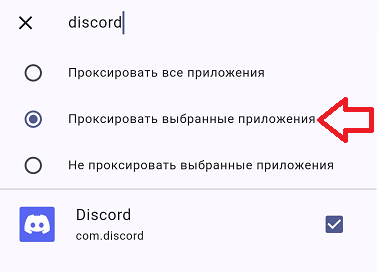 discord
Проксировать все приложения
Проксировать выбранные приложения
Не проксировать выбранные приложения
Discord
com.discord